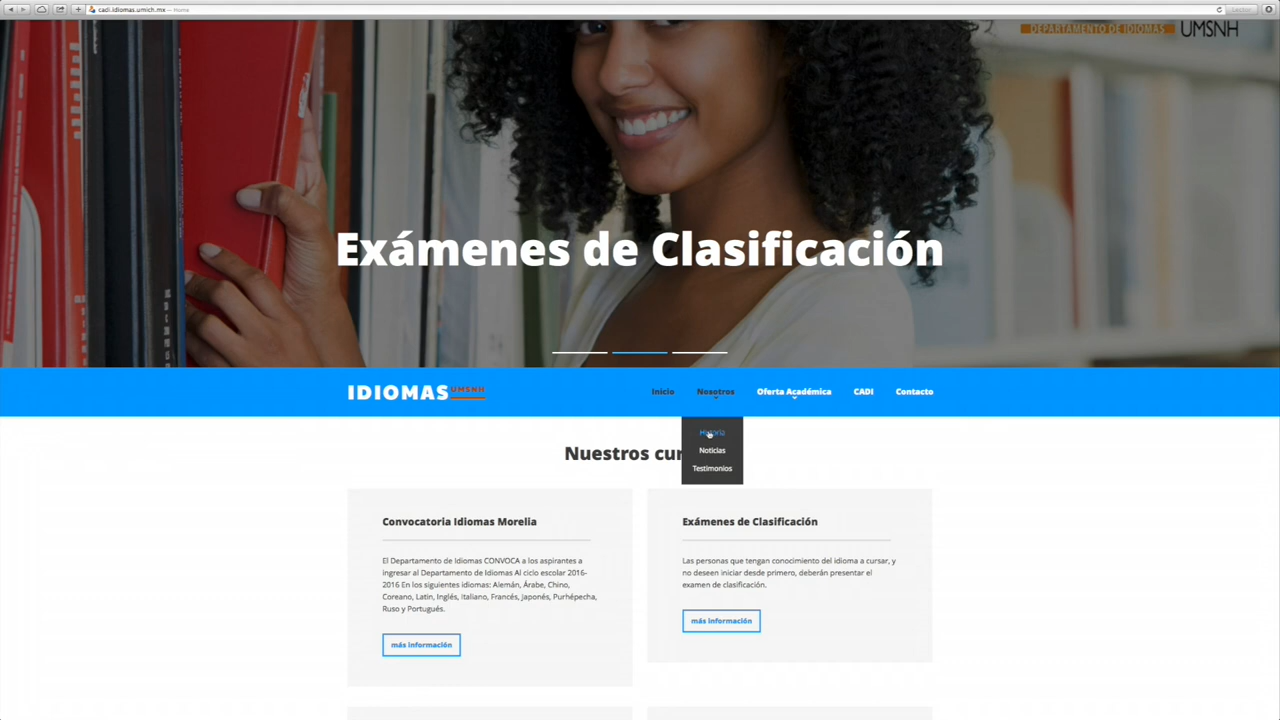 cadi.idiomas.umich.mx — Home
Lector
DEPARTAMENTO DE IDIOMAS UMSNH
Exámenes de Clasificación
IDIOMAS UMSNH
Inicio Nosotros Oferta Académica CADI Contacto
Historia
Noticias
Testimonios
Nuestros
Convocatoria Idiomas Morelia
El Departamento de Idiomas CONVOCA a los aspirantes a
ingresar al Departamento de Idiomas Al ciclo escolar 2016-
2016 En los siguientes idiomas: Alemán, Árabe, Chino,
Coreano, Latin, Inglés, Italiano, Francés, Japonés, Purhépecha,
Ruso y Portugués.
más información
Exámenes de Clasificación
Las personas que tengan conocimiento del idioma a cursar, y
no deseen iniciar desde primero, deberán presentar el
examen de clasificación.
más información